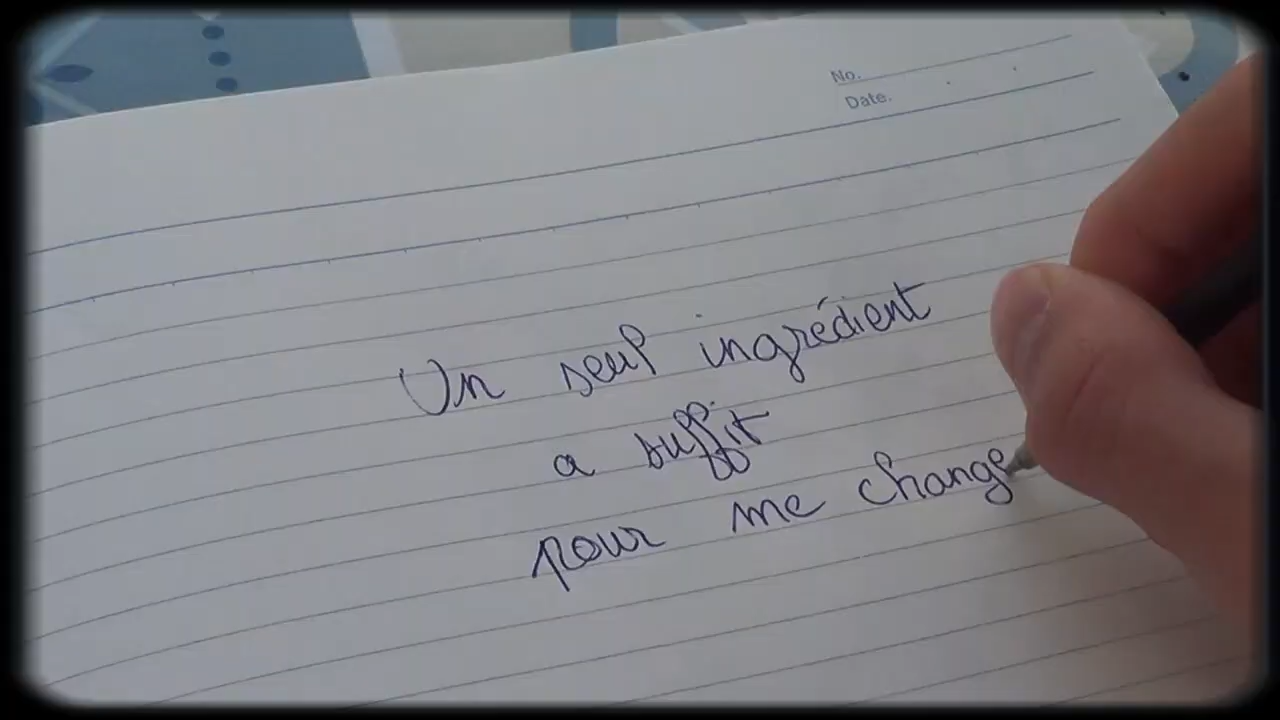 No.
Date.
Un seul ingrédient
a suffit
pour me change